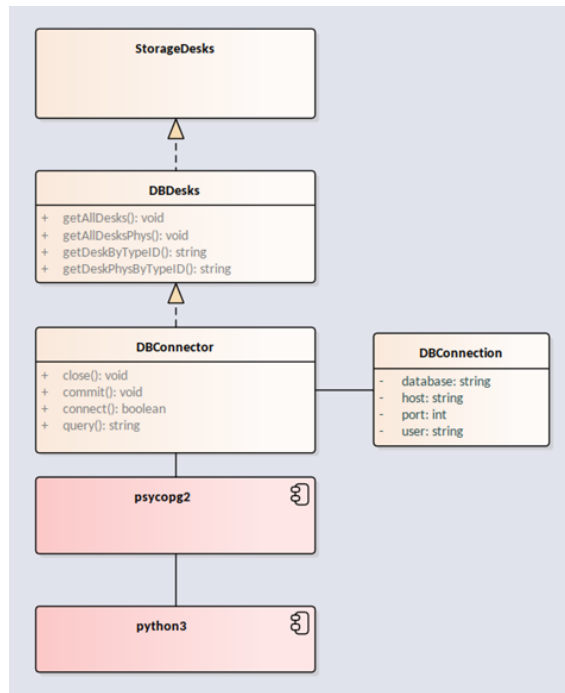 StorageDesks
DBDesks
+ getAllDesks(): void
+ getAllDesksPhys(): void
+ getDeskByTypeID(): string
+ getDeskPhysByTypeID(): string
DBConnector
+ close(): void
+ commit(): void
+ connect(): boolean
+ query(): string
DBConnection
- database: string
- host: string
- port: int
- user: string
psycopg2
python3